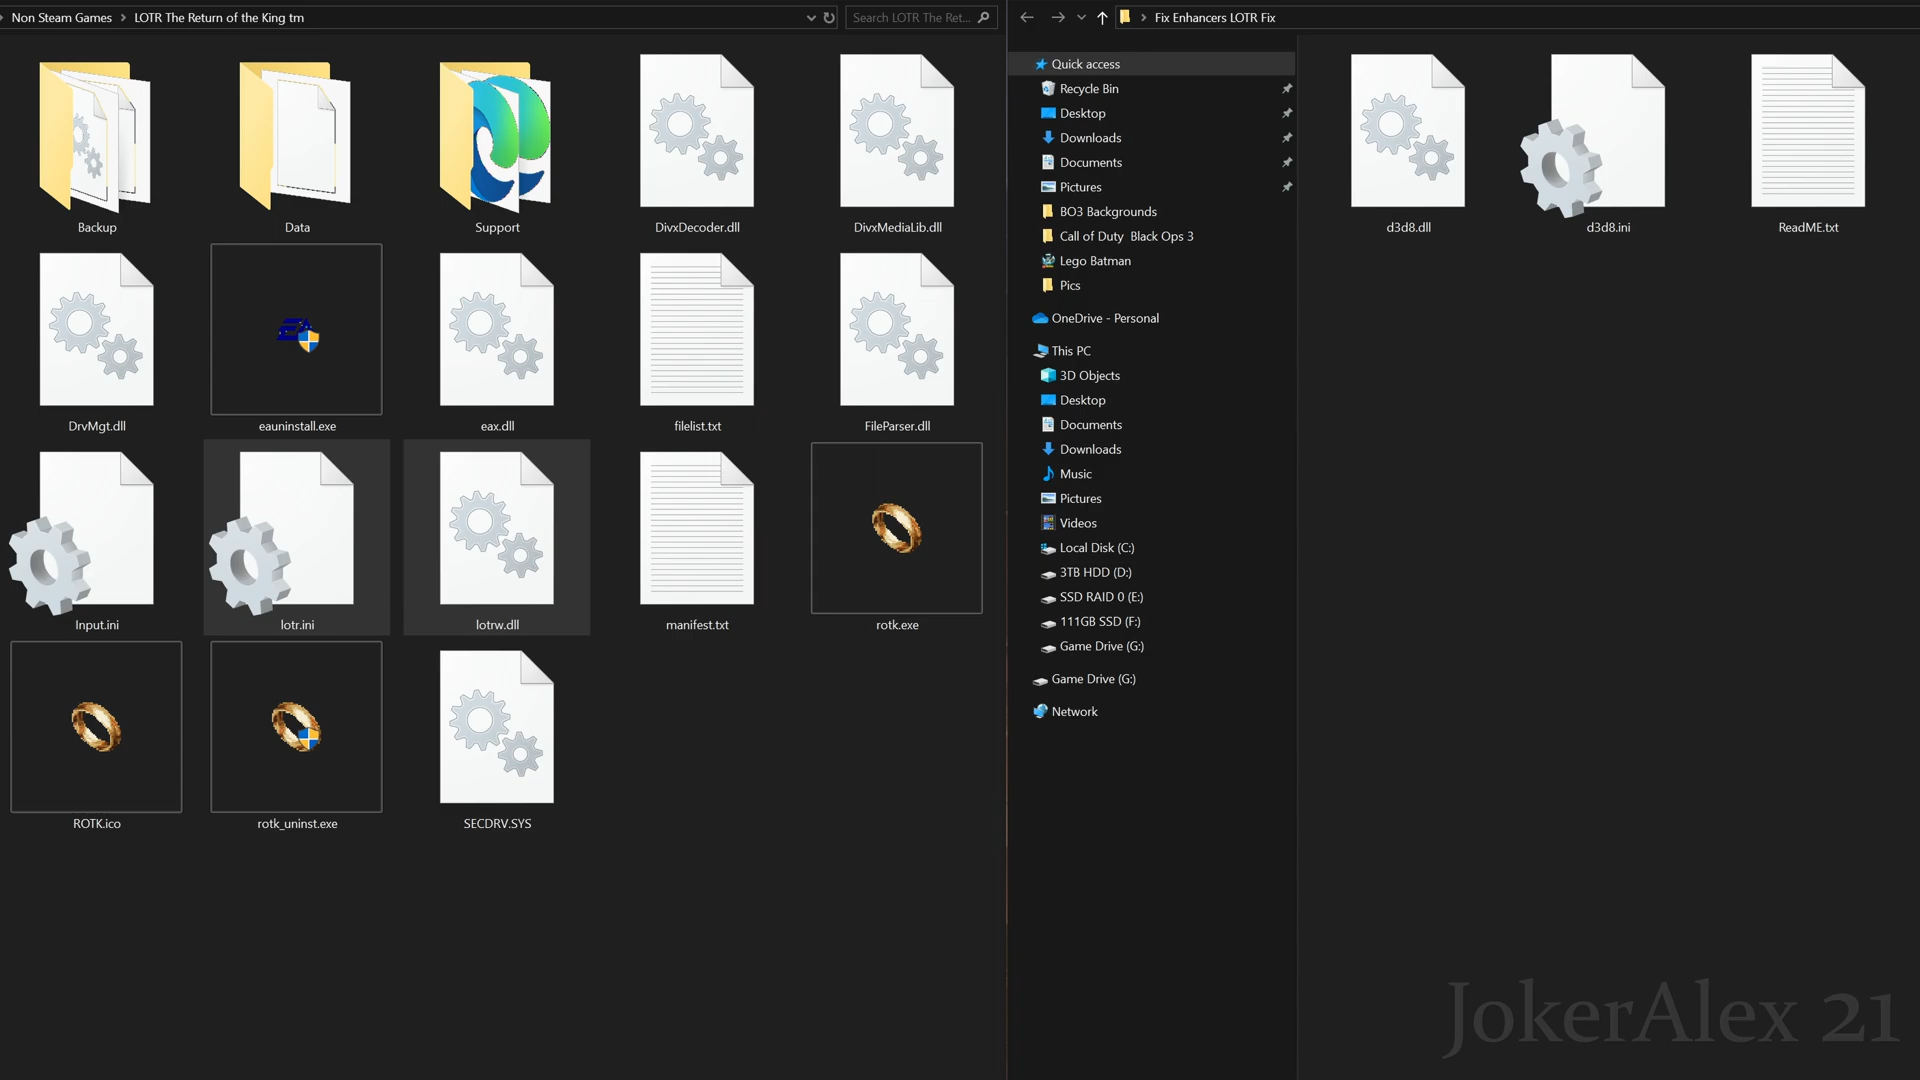 Non Steam Games > LOTR The Return of the King tm
Search LOTR The Ret...
Fix Enhancers LOTR Fix
Backup
Data
Support
DivxDecoder.dll
DivxMediaLib.dll
DrvMgt.dll
eauninstall.exe
eax.dll
filelist.txt
FileParser.dll
Input.ini
lotr.ini
lotrw.dll
manifest.txt
rotk.exe
ROTK.ico
rotk_uninst.exe
SECDRV.SYS
Quick access
Recycle Bin
Desktop
Downloads
Documents
Pictures
BO3 Backgrounds
Call of Duty Black Ops 3
Lego Batman
Pics
OneDrive - Personal
This PC
3D Objects
Desktop
Documents
Downloads
Music
Pictures
Videos
Local Disk (C:)
3TB HDD (D:)
SSD RAID 0 (E:)
111GB SSD (F:)
Game Drive (G:)
Game Drive (G:)
Network
d3d8.dll
d3d8.ini
ReadME.txt
JokerAlex 21